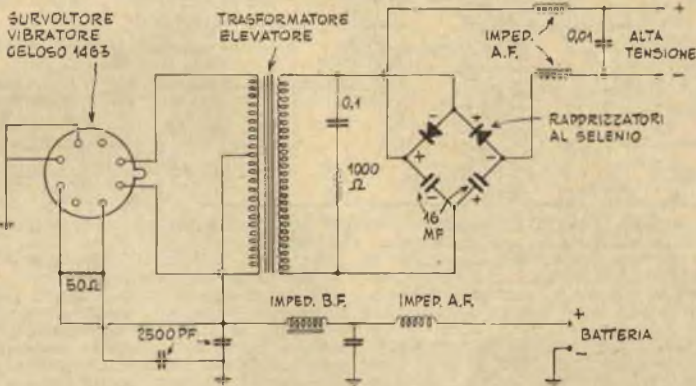 SURVOLTORE
VIBRATORE
GELOSO 1463
TRASFORMATORE
ELEVATORE
IMPED.
A.F.
0,01
+
ALTA
TENSIONE
-
0,1
1000
Ω
-
+
+
-
-
+
16
MF
RADDRIZZATORI
AL SELENIO
50Ω
2500 PF
IMPED. B.F.
IMPED. A.F.
+
BATTERIA
-